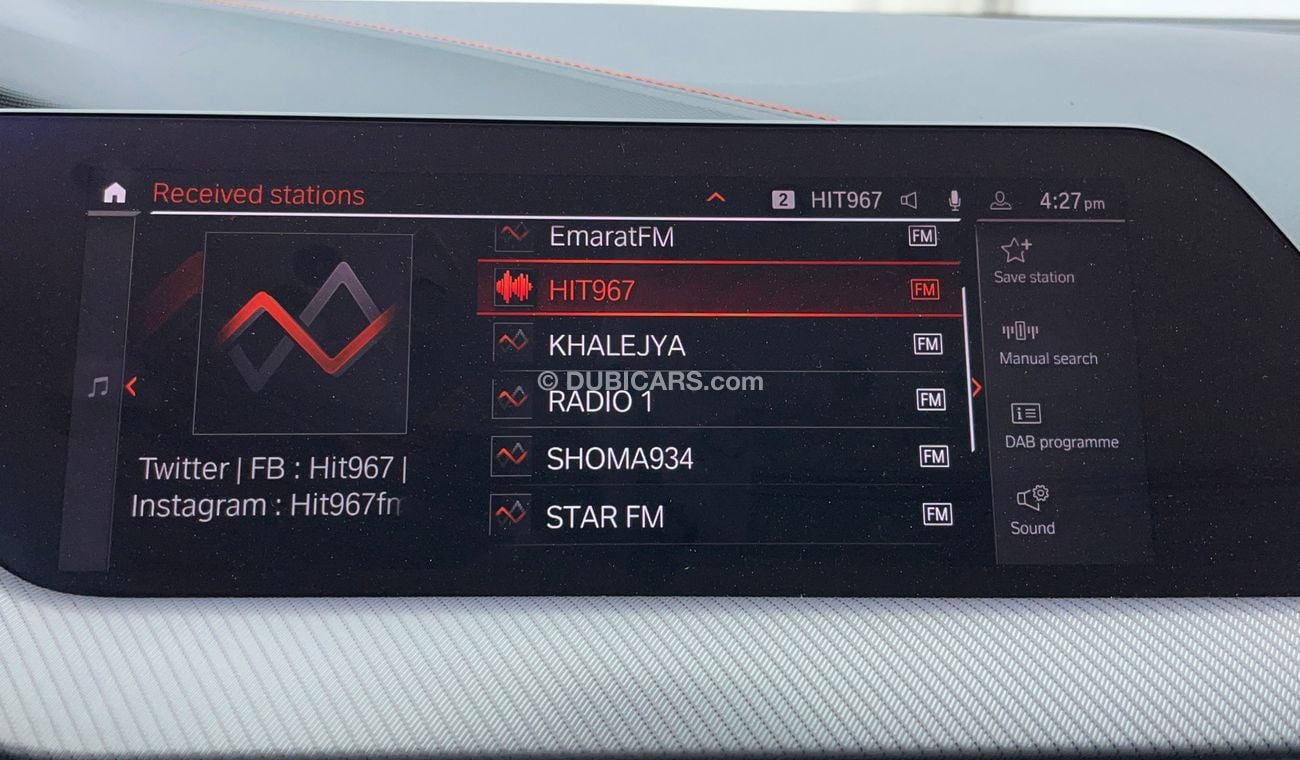 Received stations
2 HIT967
4:27 pm
EmaratFM FM
HIT967 FM
KHALEJYA FM
© DUBICARS.com
RADIO 1 FM
SHOMA934 FM
STAR FM FM
Twitter | FB : Hit967 |
Instagram : Hit967fn
Save station
Manual search
DAB programme
Sound